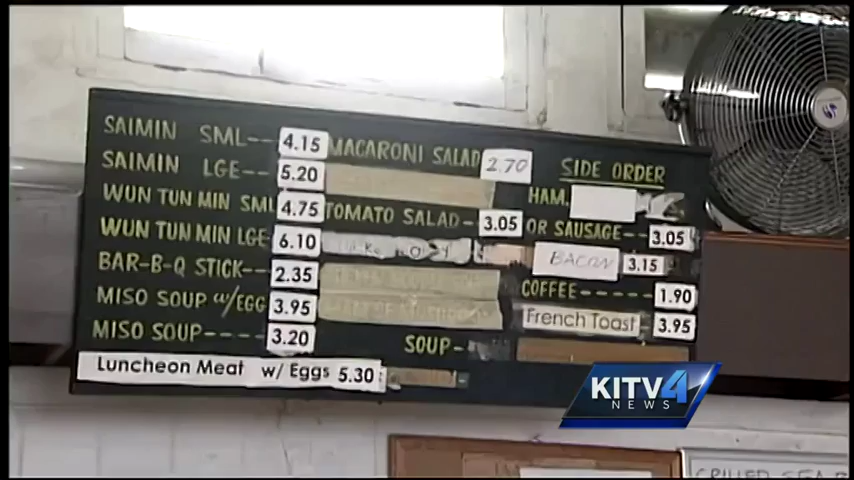 SAIMIN SML-- 4.15
SAIMIN LGE-- 5.20
WUN TUN MIN SML 4.75
WUN TUN MIN LGE 6.10
BAR-B-Q STICK-- 2.35
MISO SOUP w/EGG 3.95
MISO SOUP---- 3.20
Luncheon Meat w/ Eggs 5.30
MACARONI SALAD 2.70
TOMATO SALAD- 3.05
SOUP-
SIDE ORDER
HAM,
OR SAUSAGE-- 3.05
BACON 3.15
COFFEE------ 1.90
French Toast 3.95
KITV4
NEWS
GRILLED